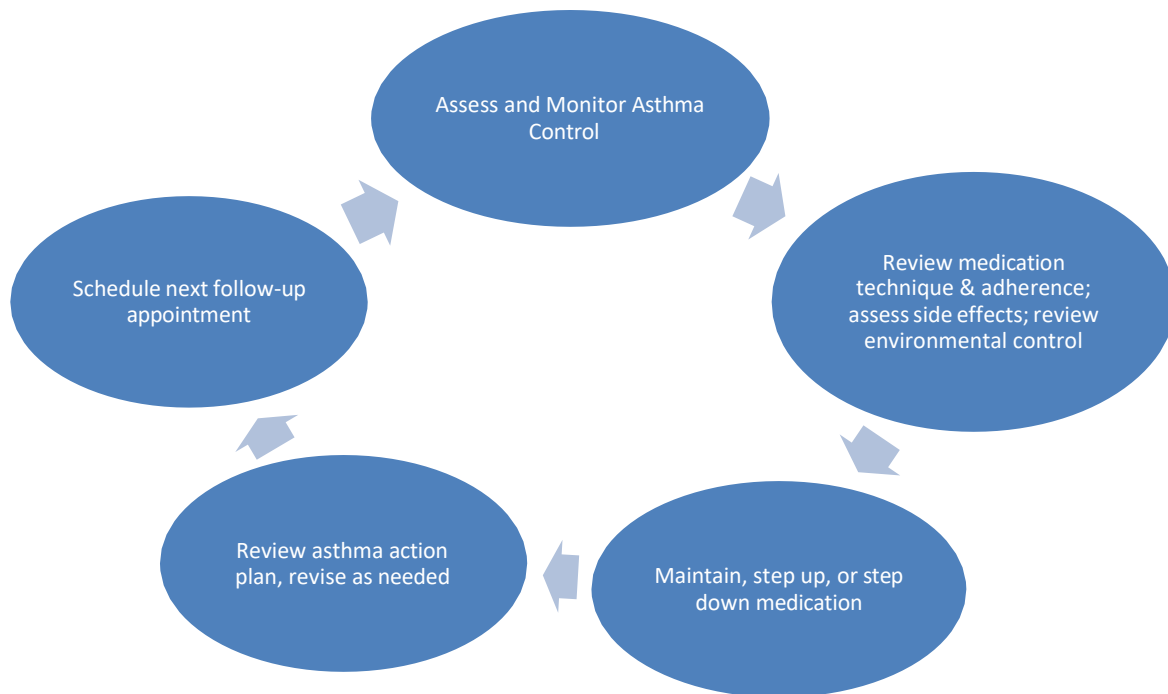 Assess and Monitor Asthma
Control
Review medication
technique & adherence;
assess side effects; review
environmental control
Maintain, step up, or step
down medication
Review asthma action
plan, revise as needed
Schedule next follow-up
appointment